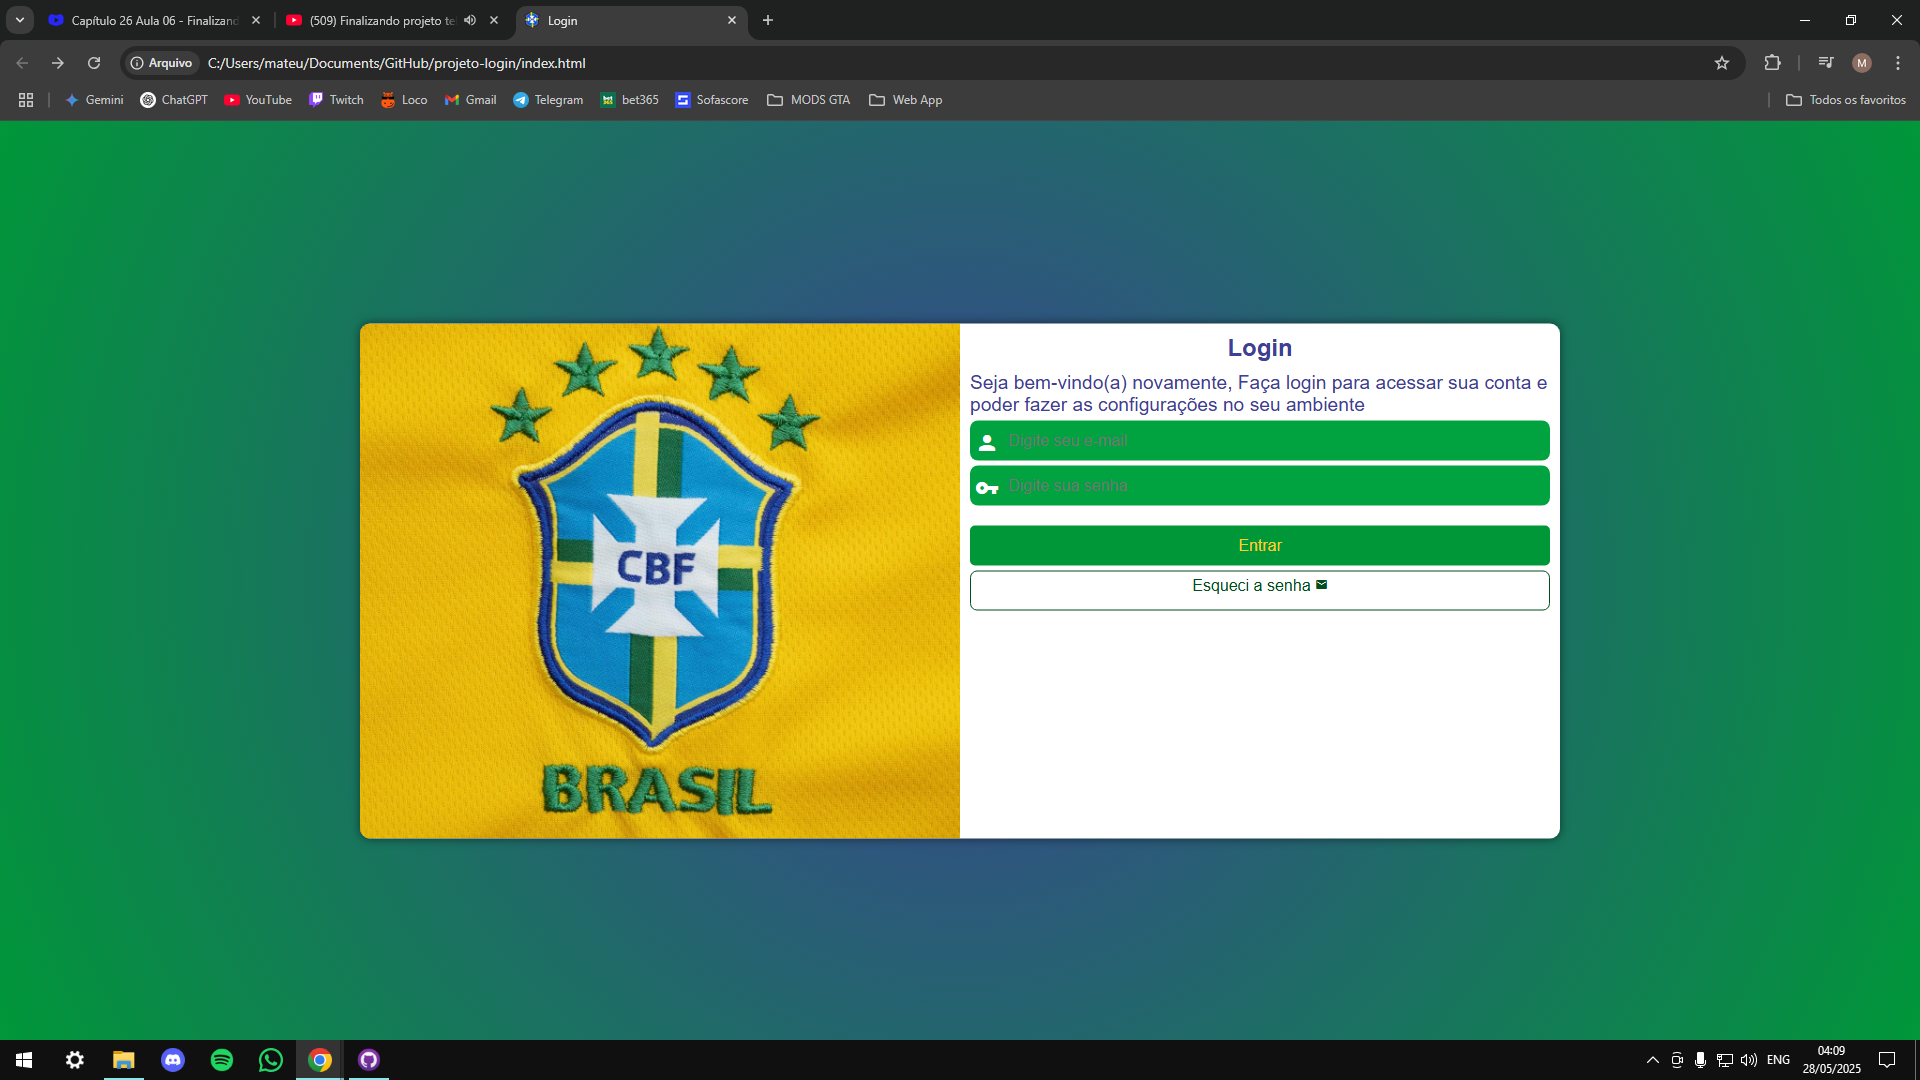 Capítulo 26 Aula 06 - Finalizand
(509) Finalizando projeto te
Login
Arquivo
C:/Users/mateu/Documents/GitHub/projeto-login/index.html
M
Gemini
ChatGPT
YouTube
Twitch
Loco
Gmail
Telegram
bet365
Sofascore
MODS GTA
Web App
Todos os favoritos
CBF
BRASIL
Login
Seja bem-vindo(a) novamente, Faça login para acessar sua conta e
poder fazer as configurações no seu ambiente
Digite seu e-mail
Digite sua senha
Entrar
Esqueci a senha
ENG
04:09
28/05/2025